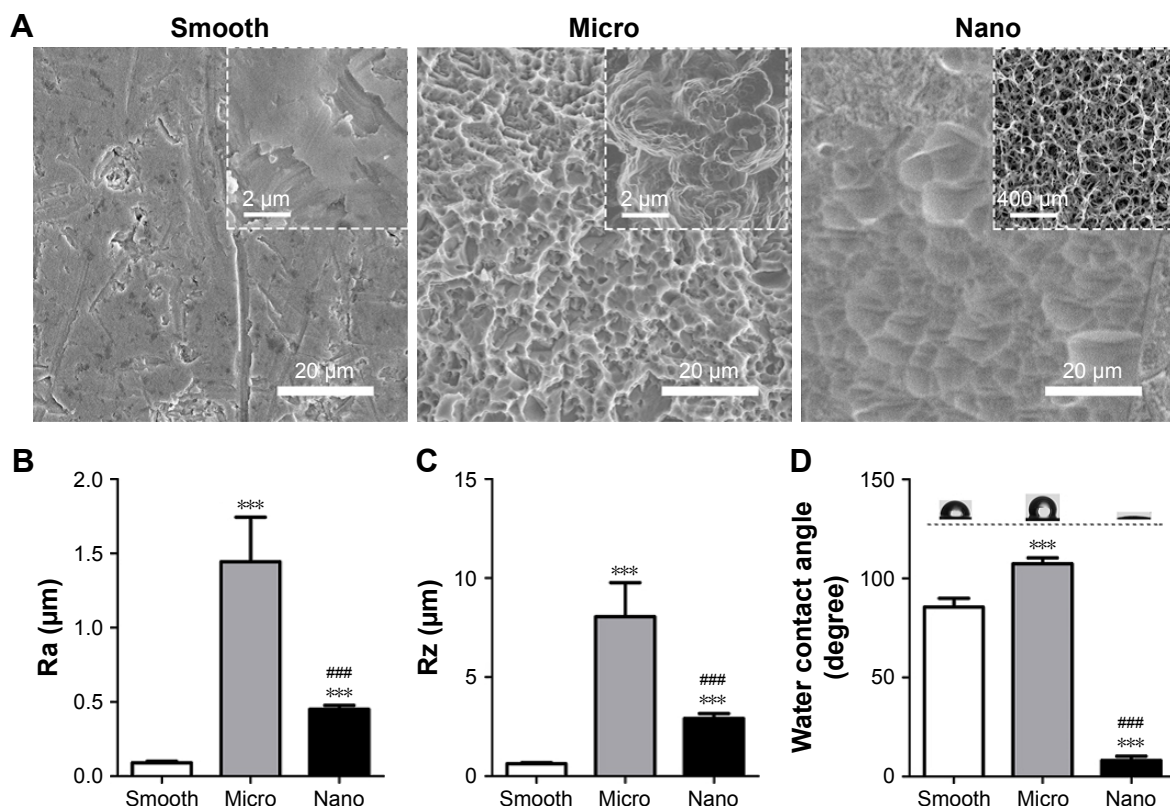 A
Smooth
Micro
Nano
2 µm
20 µm
2 µm
20 µm
400 µm
20 µm
B
Ra (µm)
2.0
1.5
1.0
0.5
0.0
***
###
***
Smooth Micro Nano
C
Rz (µm)
15
10
5
0
***
###
***
Smooth Micro Nano
D
Water contact angle
(degree)
150
100
50
0
***
###
***
Smooth Micro Nano